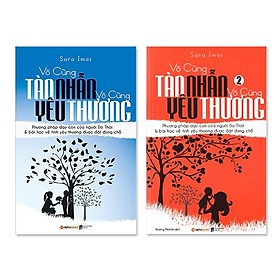 Sara Imas
Vô Cùng
TÀN NHẪN
Vô Cùng
YÊU THƯƠNG
Phương pháp dạy con của người Do Thái
& bài học về tình yêu thương được đặt đúng chỗ
Sara Imas
Vô Cùng
2
TÀN NHẪN
Vô Cùng
YÊU THƯƠNG
Phương pháp dạy con của người Do Thái
& bài học về tình yêu thương được đặt đúng chỗ